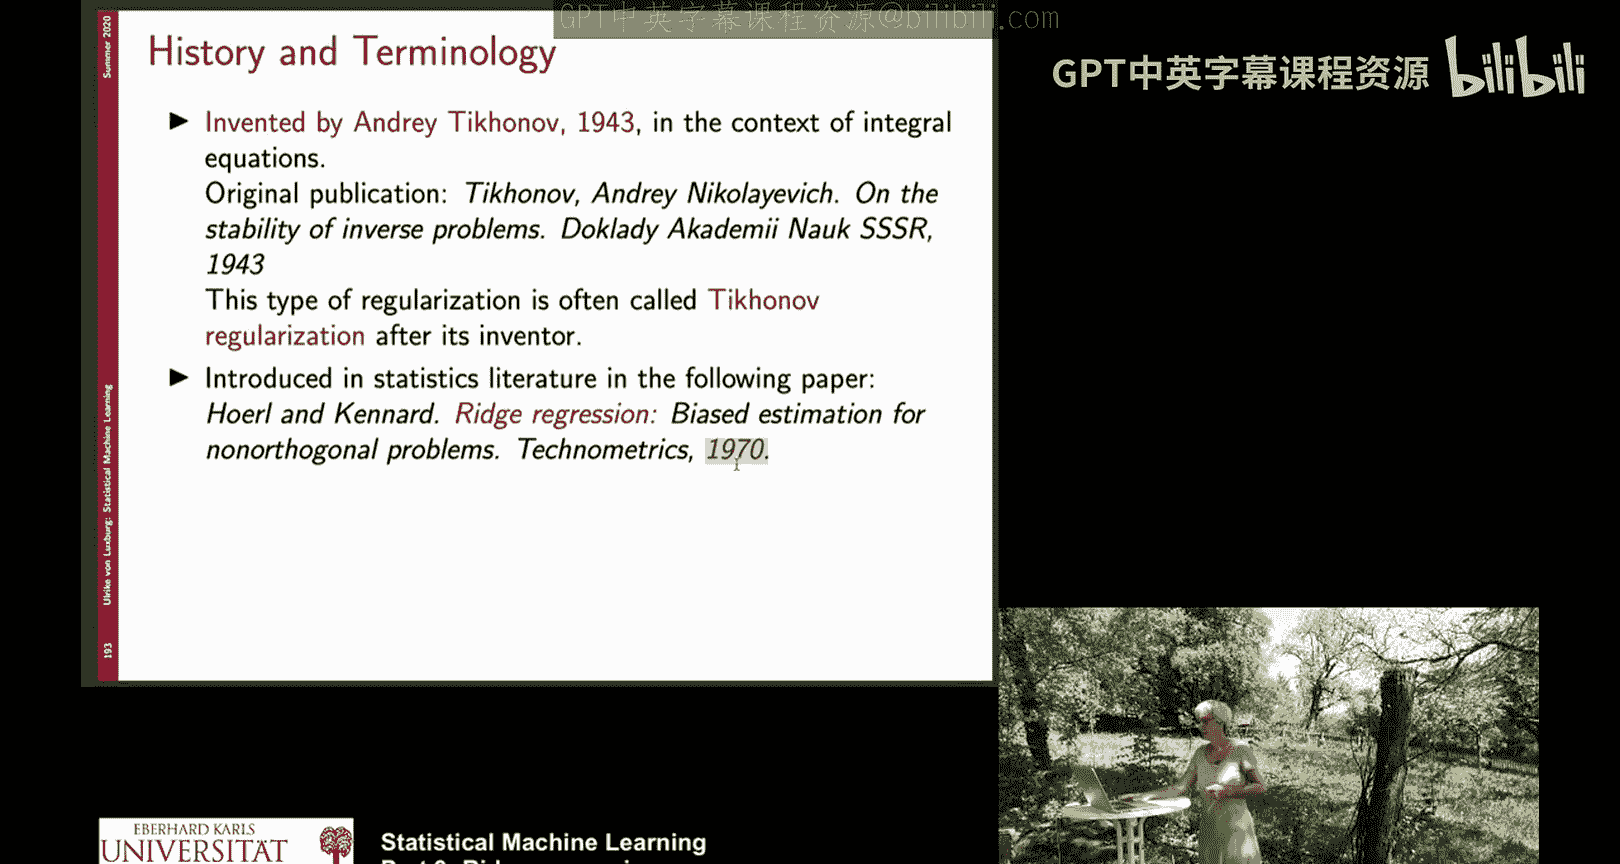 GPT中英字幕课程资源@bilibili.com
GPT中英字幕课程资源 bilibili
Summer 2020
History and Terminology
Invented by Andrey Tikhonov, 1943, in the context of integral
equations.
Original publication: Tikhonov, Andrey Nikolayevich. On the
stability of inverse problems. Doklady Akademii Nauk SSSR,
1943
This type of regularization is often called Tikhonov
regularization after its inventor.
Introduced in statistics literature in the following paper:
Hoerl and Kennard. Ridge regression: Biased estimation for
nonorthogonal problems. Technometrics, 1970.
Ulrike von Luxburg: Statistical Machine Learning
193
EBERHARD KARLS
UNIVERSITÄT
Statistical Machine Learning